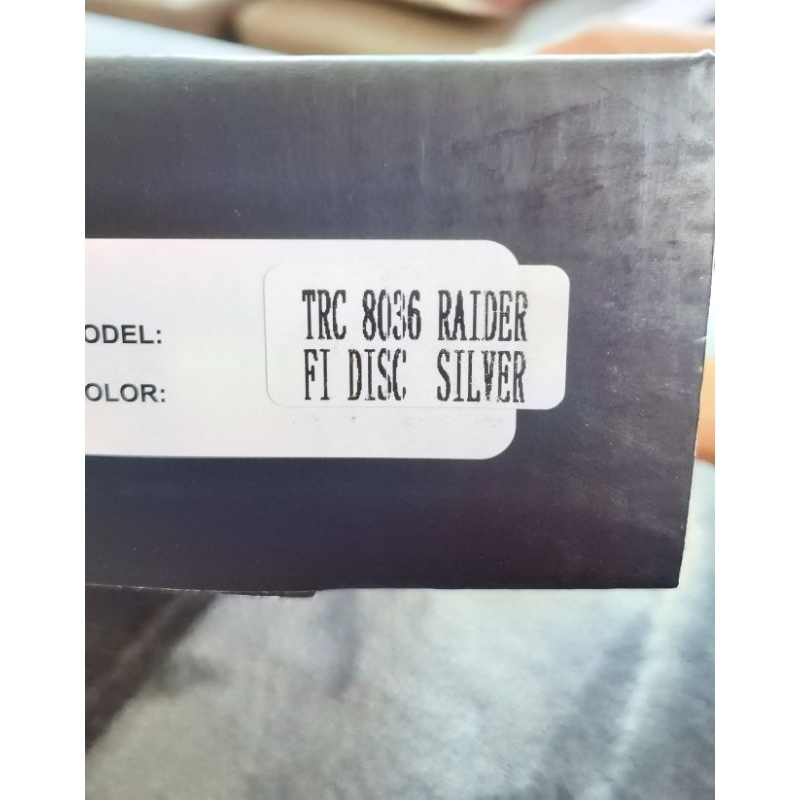 ODEL:
TRC 8036 RAIDER
OLOR:
FI DISC SILVER